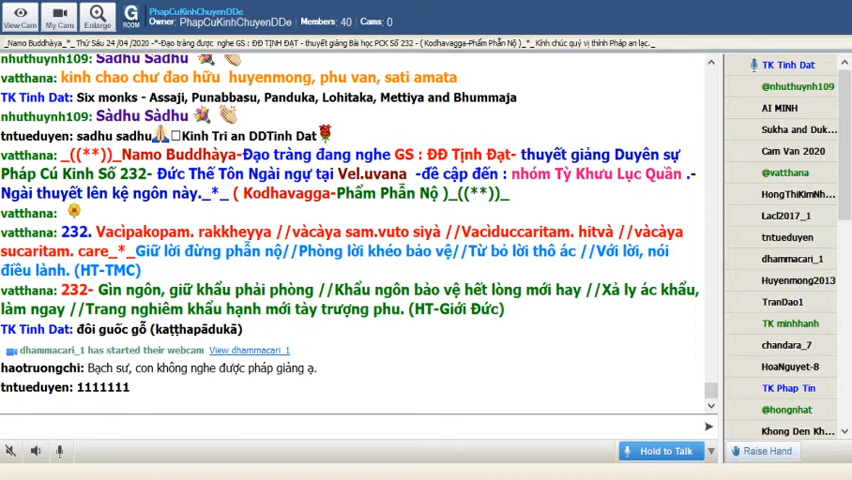 PhapCuKinhChuyenDDe
Owner: PhapCuKinhChuyenDDe Members: 40 Cams: 0
View Cam My Cam Enlarge G ROOM
_Namo Buddhàya_*_ Thứ Sáu 24 /04 /2020 -*-Đạo tràng được nghe GS : ĐĐ TỊNH ĐẠT - thuyết giảng Bài học PCK Số 232 - ( Kodhavagga-Phẩm Phẫn Nộ )_*_ Kính chúc quý vị thính Pháp an lạc._
nhuthuynh109: Sàdhu Sàdhu
vatthana: kinh chao chư đao hữu huyenmong, phu van, sati amata
TK Tinh Dat: Six monks - Assaji, Punabbasu, Panduka, Lohitaka, Mettiya and Bhummaja
nhuthuynh109: Sàdhu Sàdhu
tntueduyen: sadhu sadhu Kinh Tri an DDTinh Dat
vatthana: _((**))_Namo Buddhàya-Đạo tràng đang nghe GS : ĐĐ Tịnh Đạt- thuyết giảng Duyên sự
Pháp Cú Kinh Số 232- Đức Thế Tôn Ngài ngự tại Vel.uvana -đề cập đến : nhóm Tỳ Khưu Lục Quần .-
Ngài thuyết lên kệ ngôn này._*_ ( Kodhavagga-Phẩm Phẫn Nộ )_((**))_
vatthana:
vatthana: 232. Vacìpakopam. rakkheyya //vàcàya sam.vuto siyà //Vacìduccaritam. hitvà //vàcàya
sucaritam. care_*_Giữ lời đừng phẫn nộ//Phòng lời khéo bảo vệ//Từ bỏ lời thô ác //Với lời, nói
điều lành. (HT-TMC)
vatthana: 232- Gìn ngôn, giữ khẩu phải phòng //Khẩu ngôn bảo vệ hết lòng mới hay //Xả ly ác khẩu,
làm ngay //Trang nghiêm khẩu hạnh mới tày trượng phu. (HT-Giới Đức)
TK Tinh Dat: đôi guốc gỗ (kaṭṭhapādukā)
dhammacari_1 has started their webcam View dhammacari_1
haotruongchi: Bạch sư, con không nghe được pháp giảng ạ.
tntueduyen: 1111111
Hold to Talk
TK Tinh Dat
@nhuthuynh109
AI MINH
Sukha and Duk...
Cam Van 2020
@vatthana
HongThiKimNh...
Lacl2017_1
tntueduyen
dhammacari_1
Huyenmong2013
TranDao1
TK minhhanh
chandara_7
HoaNguyet-8
TK Phap Tin
@hongnhat
Khong Den Kh...
Raise Hand